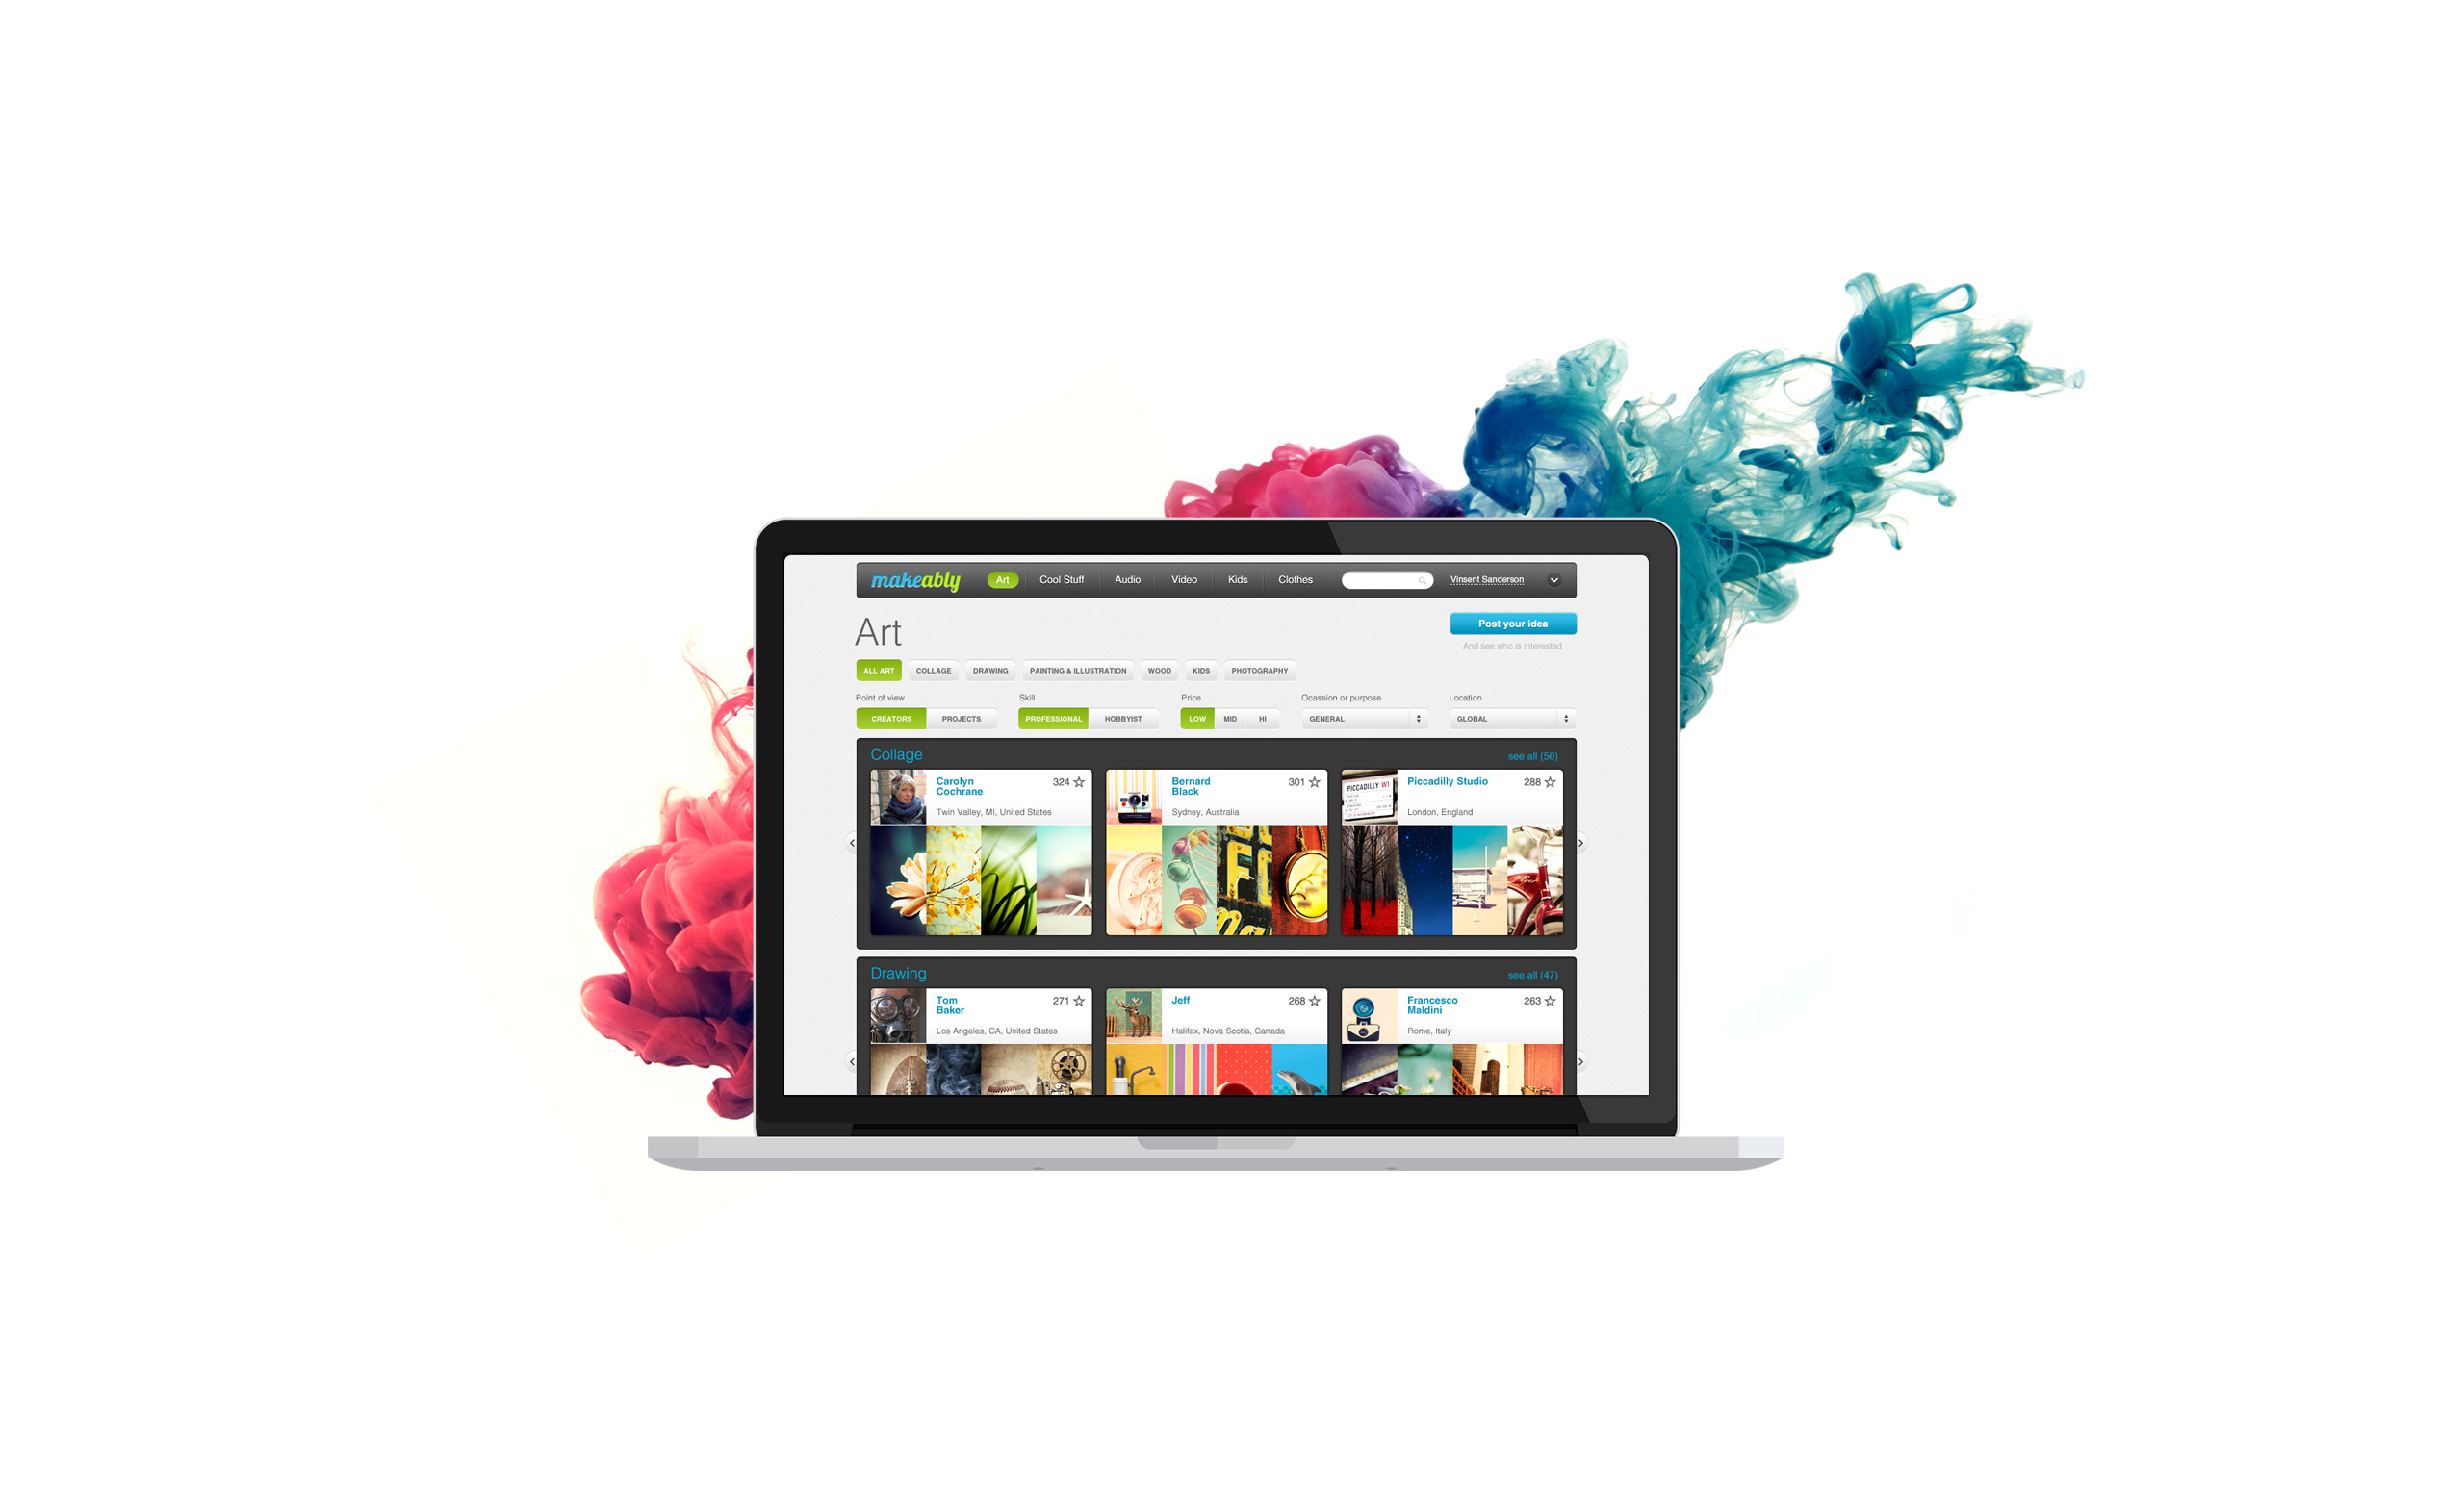 makeably Art Cool Stuff Audio Video Kids Clothes Vinsent Sanderson
Art
Post your idea
And see who is interested
ALL ART COLLAGE DRAWING PAINTING & ILLUSTRATION WOOD KIDS PHOTOGRAPHY
Point of view Skill Price Ocassion or purpose Location
CREATORS PROJECTS PROFESSIONAL HOBBYIST LOW MID HI GENERAL GLOBAL
Collage see all (56)
Carolyn
Cochrane
324
Twin Valley, MI, United States
Bernard
Black
301
Sydney, Australia
PICCADILLY W1
Piccadilly Studio
288
London, England
Drawing see all (47)
Tom
Baker
271
Los Angeles, CA, United States
Jeff
268
Halifax, Nova Scotia, Canada
Francesco
Maldini
263
Rome, Italy